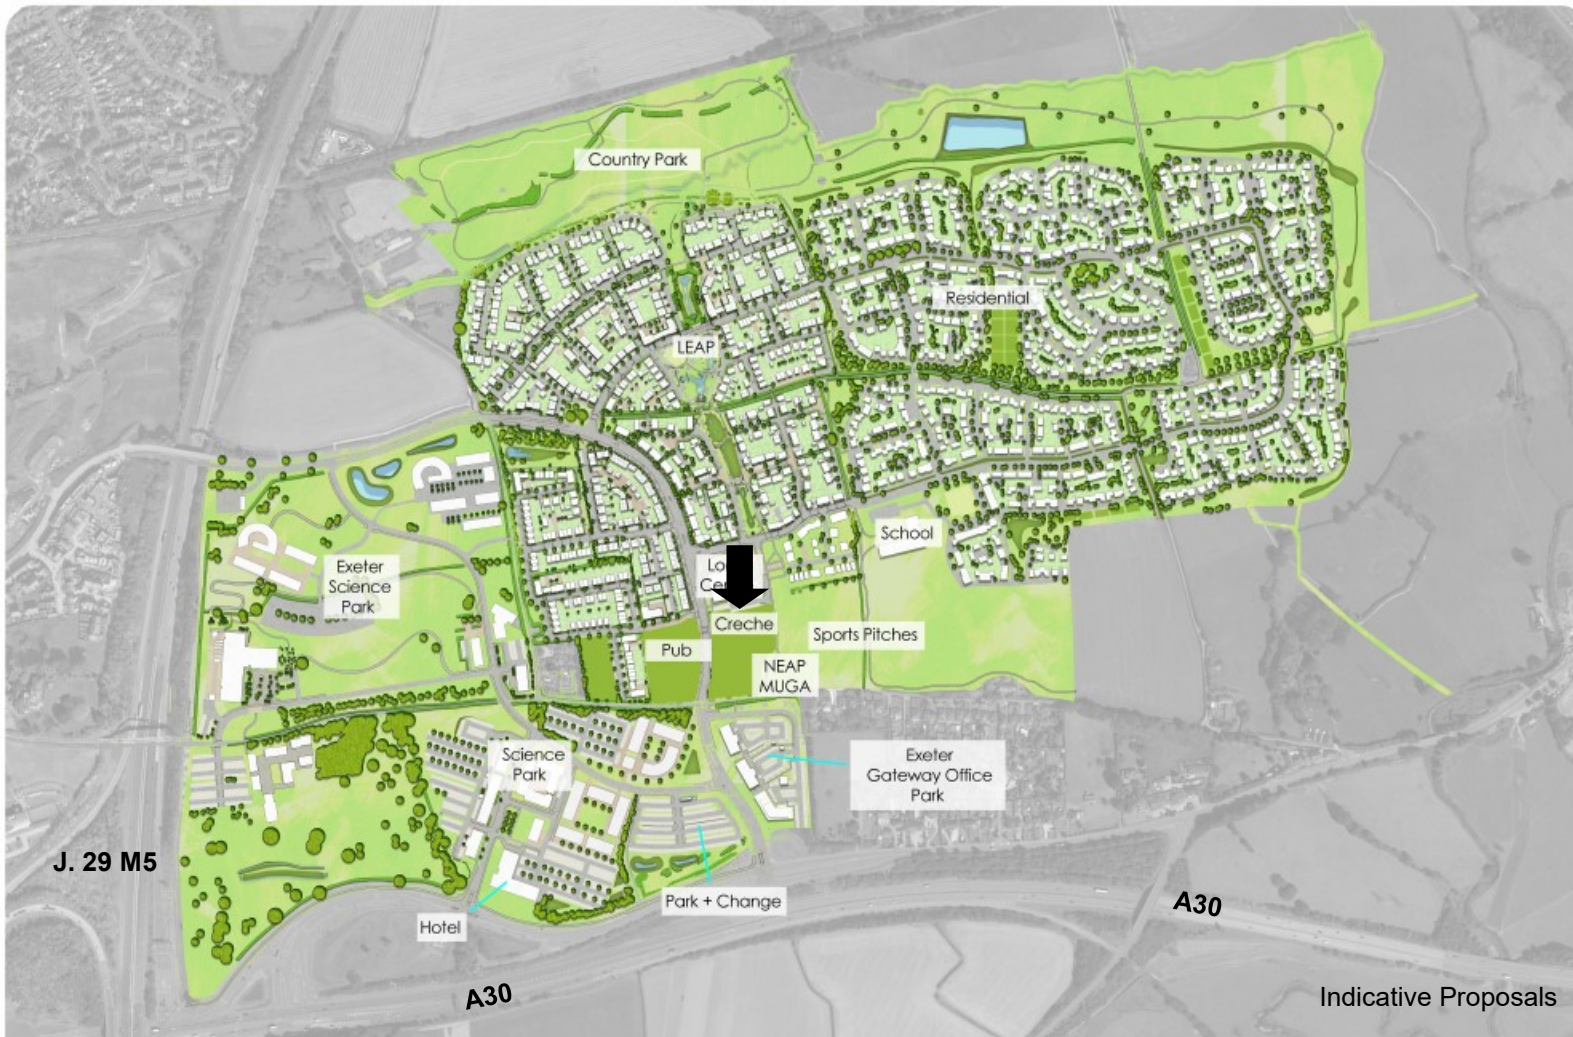 Country Park
Residential
LEAP
School
Exeter
Science
Park
Creche
Sports Pitches
Pub
NEAP
MUGA
Science
Park
Exeter
Gateway Office
Park
J. 29 M5
Park + Change
A30
Hotel
A30
Indicative Proposals